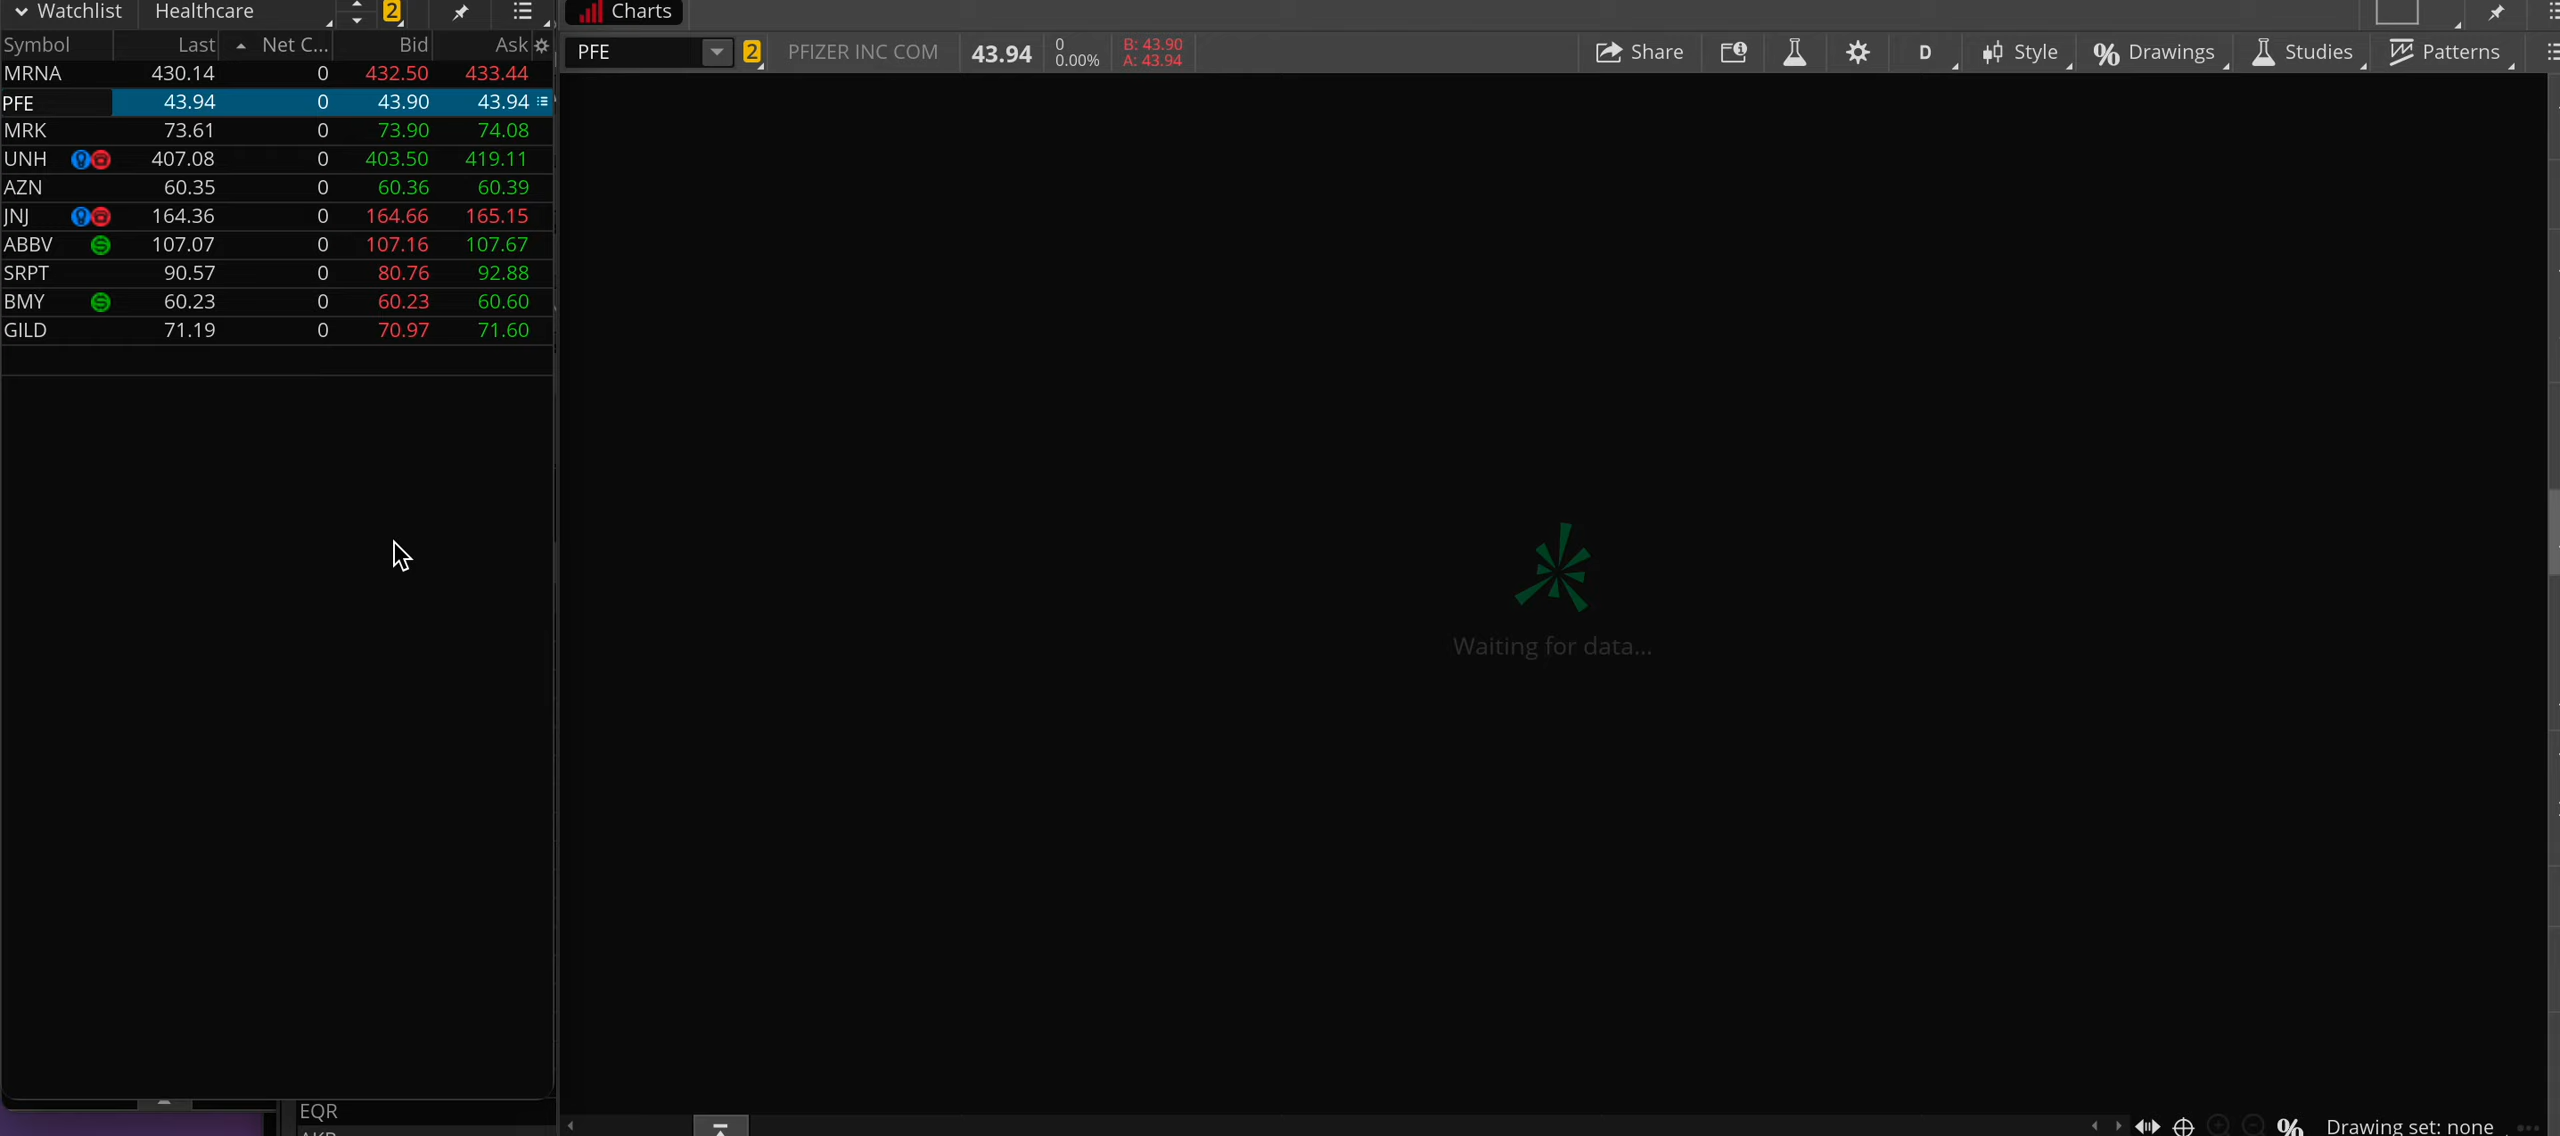 Watchlist Healthcare 2
Charts
Symbol Last Net C... Bid Ask
PFE 2 PFIZER INC COM 43.94 0 0.00% B: 43.90 A: 43.94 Share D Style Drawings Studies Patterns
MRNA 430.14 0 432.50 433.44
PFE 43.94 0 43.90 43.94
MRK 73.61 0 73.90 74.08
UNH 407.08 0 403.50 419.11
AZN 60.35 0 60.36 60.39
JNJ 164.36 0 164.66 165.15
ABBV 107.07 0 107.16 107.67
SRPT 90.57 0 80.76 92.88
BMY 60.23 0 60.23 60.60
GILD 71.19 0 70.97 71.60
Waiting for data...
EQR
Drawing set: none